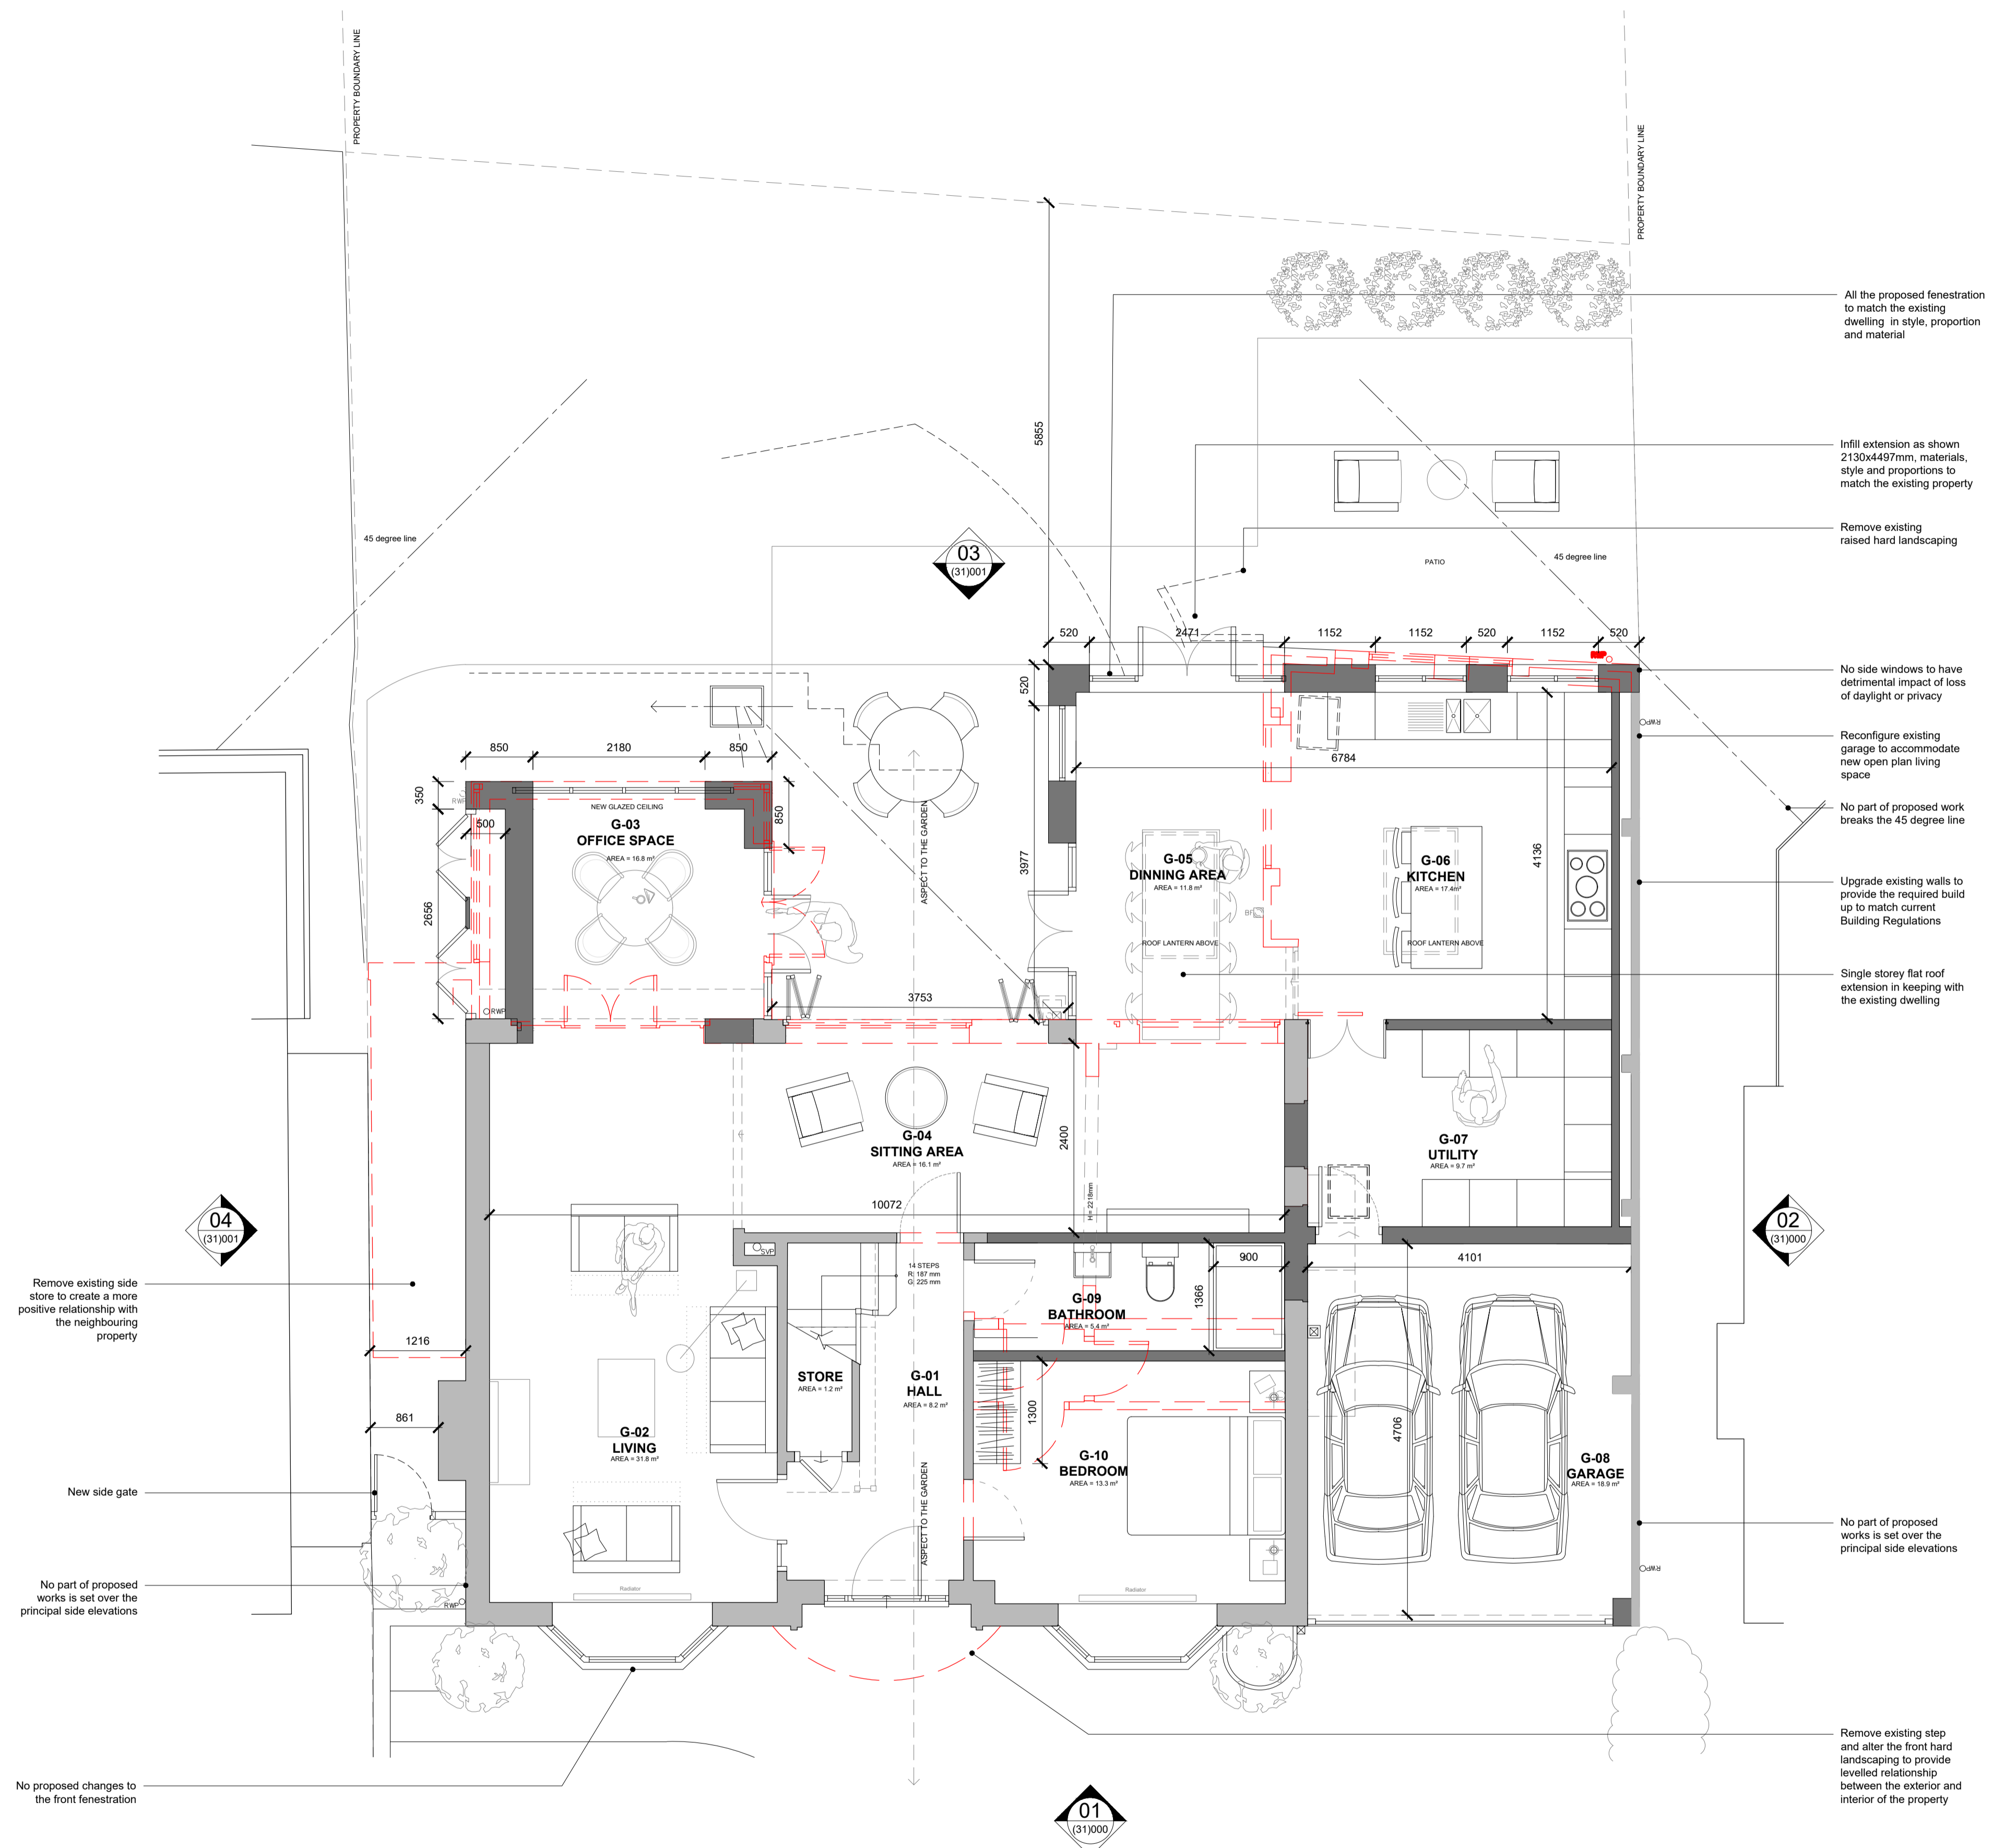 PROPERTY BOUNDARY LINE
PROPERTY BOUNDARY LINE
All the proposed fenestration
to match the existing
dwelling in style, proportion
and material
5855
Infill extension as shown
2130x4497mm, materials,
style and proportions to
match the existing property
Remove existing
raised hard landscaping
45 degree line
45 degree line
PATIO
03
(31)001
520
2471
1152
1152
520
1152
520
No side windows to have
detrimental impact of loss
of daylight or privacy
RWP
Reconfigure existing
garage to accommodate
new open plan living
space
520
850
2180
850
6784
350
RWP
NEW GLAZED CEILING
500
G-03
OFFICE SPACE
AREA = 16.8 m²
850
ASPECT TO THE GARDEN
3977
G-05
DINNING AREA
AREA = 11.8 m²
G-06
KITCHEN
AREA = 17.4m²
4136
No part of proposed work
breaks the 45 degree line
Upgrade existing walls to
provide the required build
up to match current
Building Regulations
2656
BF
ROOF LANTERN ABOVE
ROOF LANTERN ABOVE
Single storey flat roof
extension in keeping with
the existing dwelling
RWP
3753
G-04
SITTING AREA
AREA = 16.1 m²
2400
G-07
UTILITY
AREA = 9.7 m²
10072
H = 2218mm
04
(31)001
02
(31)000
SVP
14 STEPS
R: 187 mm
G: 225 mm
900
4101
Remove existing side
store to create a more
positive relationship with
the neighbouring
property
G-09
BATHROOM
AREA = 5.4 m²
1366
1216
STORE
AREA = 1.2 m²
G-01
HALL
AREA = 8.2 m²
861
1300
4706
G-02
LIVING
AREA = 31.8 m²
G-10
BEDROOM
AREA = 13.3 m²
G-08
GARAGE
AREA = 18.9 m²
New side gate
ASPECT TO THE GARDEN
No part of proposed
works is set over the
principal side elevations
RWP
No part of proposed
works is set over the
principal side elevations
RWP
Radiator
Radiator
Remove existing step
and alter the front hard
landscaping to provide
levelled relationship
between the exterior and
interior of the property
No proposed changes to
the front fenestration
01
(31)000